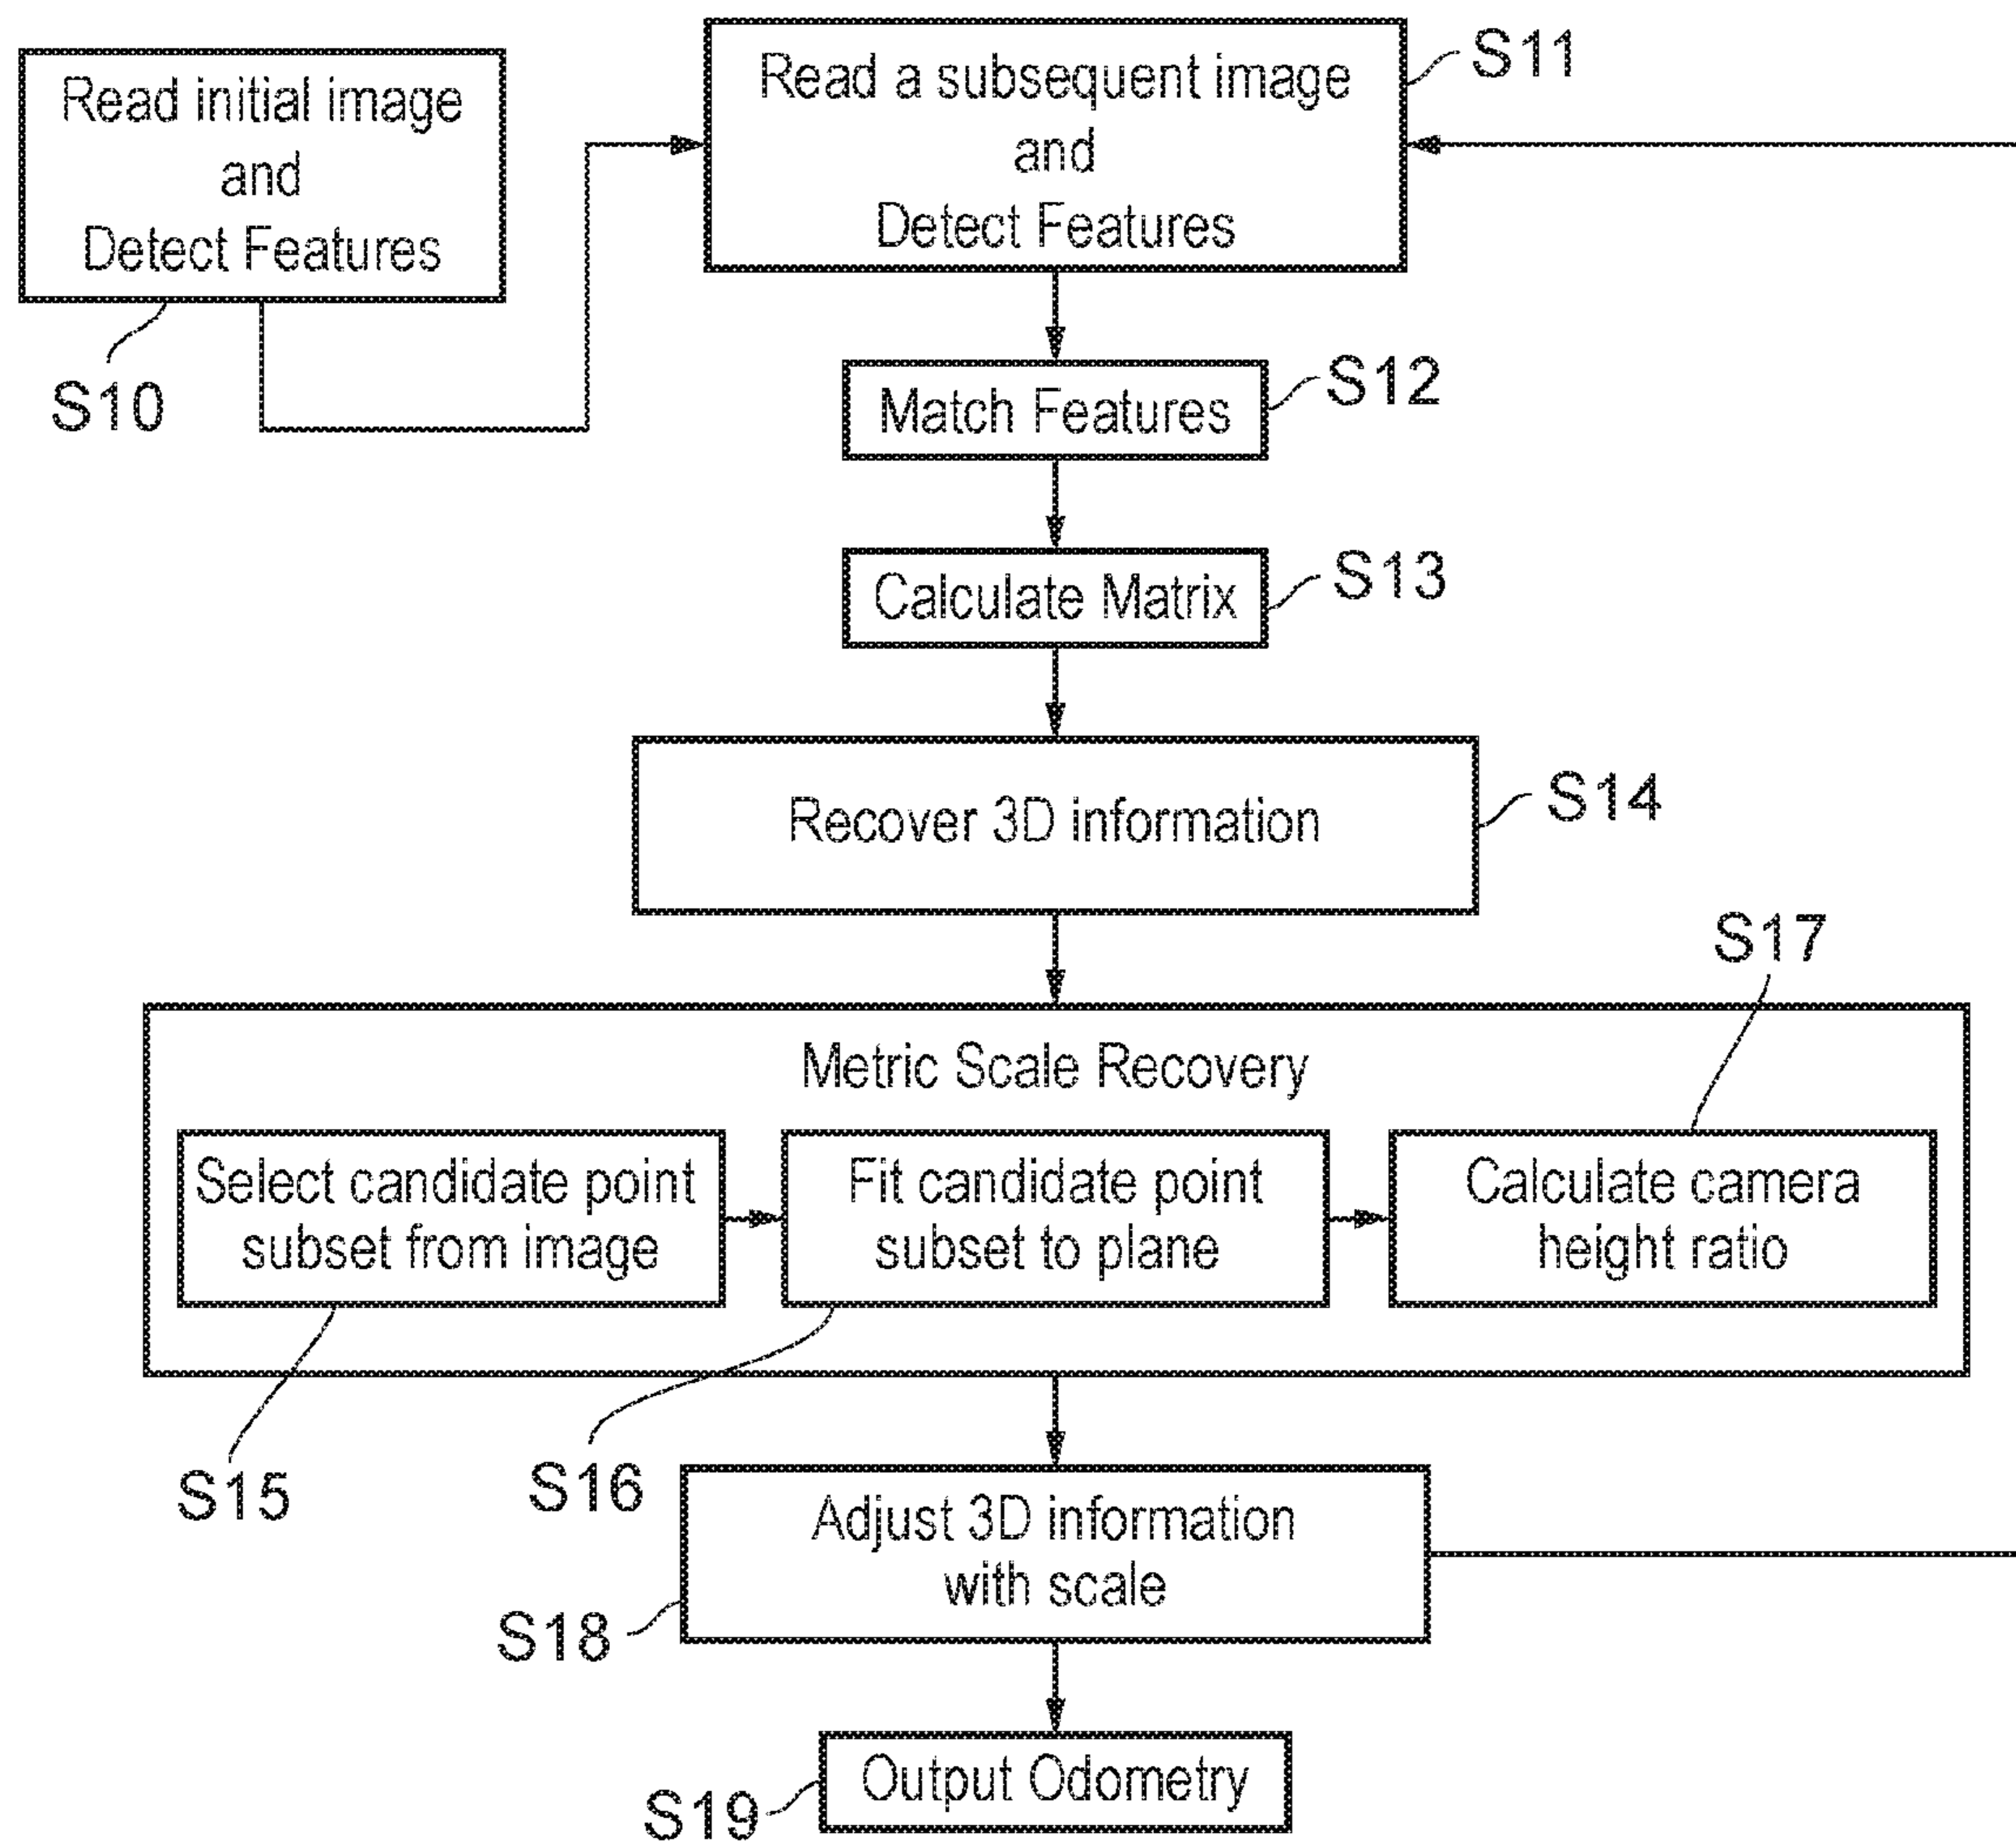 Read initial image
and
Detect Features
S10
Read a subsequent image
and
Detect Features
S11
Match Features
S12
Calculate Matrix
S13
Recover 3D information
S14
Metric Scale Recovery
S17
Select candidate point
subset from image
Fit candidate point
subset to plane
Calculate camera
height ratio
S15
S16
Adjust 3D information
with scale
S18
Output Odometry
S19